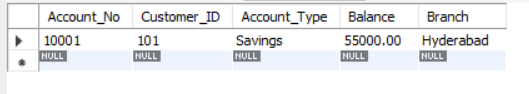 Account_No Customer_ID Account_Type Balance Branch
10001 101 Savings 55000.00 Hyderabad
NULL NULL NULL NULL NULL